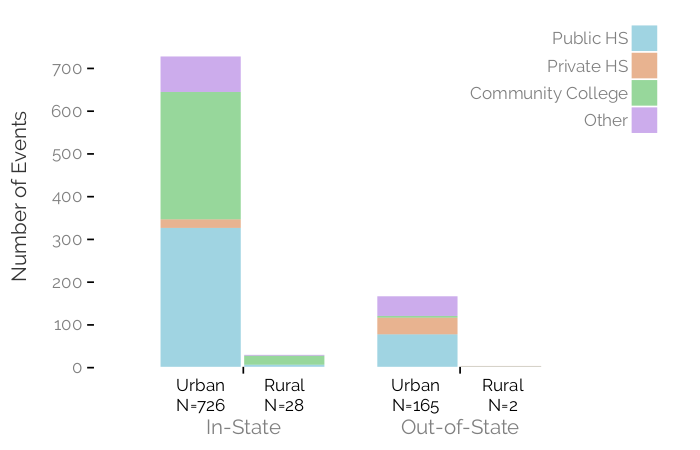 Public HS
Private HS
Community College
Other
Number of Events
700
600
500
400
300
200
100
0
Urban Rural Urban Rural
N=726 N=28 N=165 N=2
In-State Out-of-State